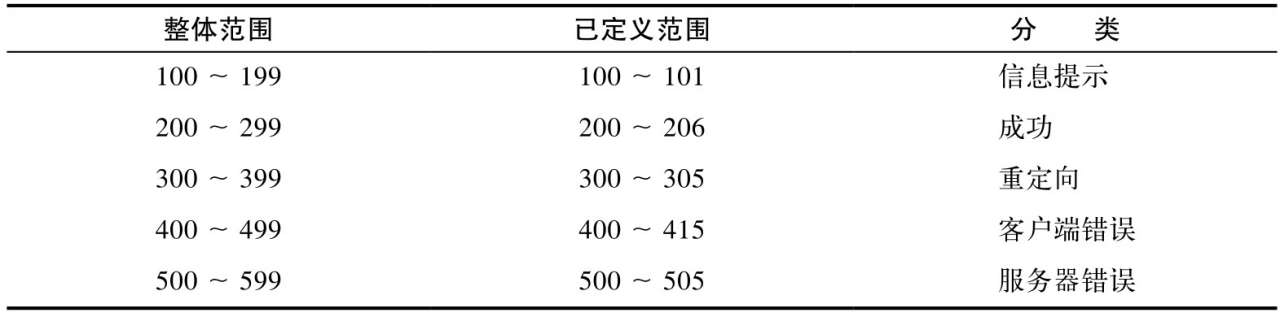 整体范围 已定义范围 分 类
100 ~ 199 100 ~ 101 信息提示
200 ~ 299 200 ~ 206 成功
300 ~ 399 300 ~ 305 重定向
400 ~ 499 400 ~ 415 客户端错误
500 ~ 599 500 ~ 505 服务器错误